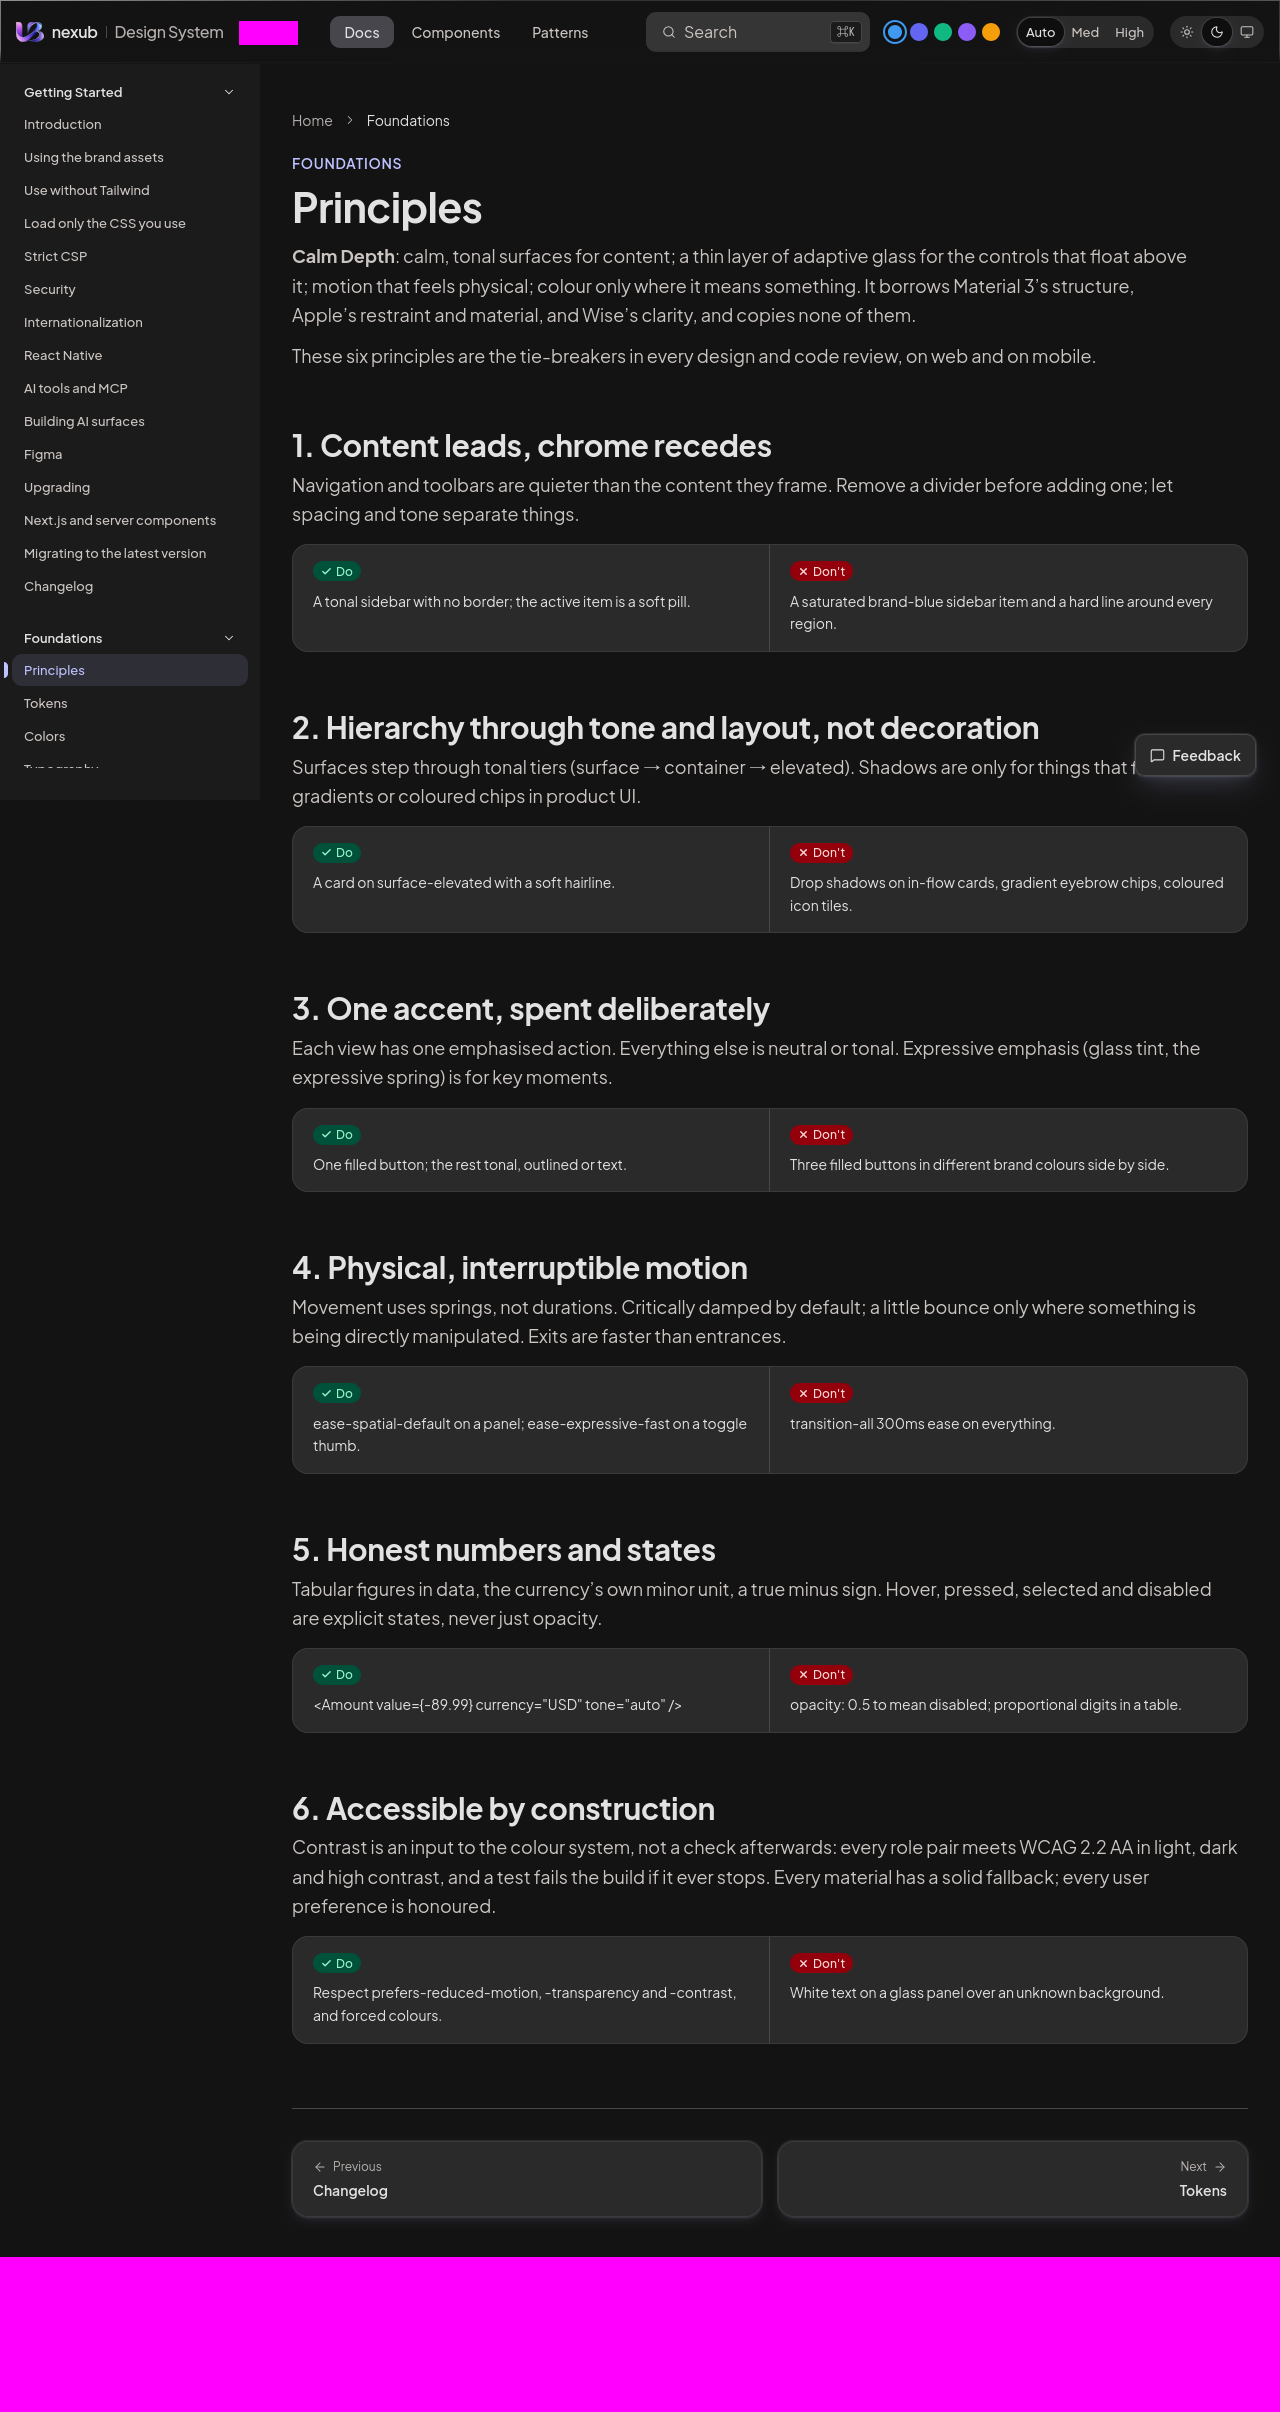 nexub | Design System
Docs
Components
Patterns
Search
⌘K
Auto
Med
High
Getting Started
Introduction
Using the brand assets
Use without Tailwind
Load only the CSS you use
Strict CSP
Security
Internationalization
React Native
AI tools and MCP
Building AI surfaces
Figma
Upgrading
Next.js and server components
Migrating to the latest version
Changelog
Foundations
Principles
Tokens
Colors
Typography
Home
Foundations
FOUNDATIONS
Principles
Calm Depth: calm, tonal surfaces for content; a thin layer of adaptive glass for the controls that float above
it; motion that feels physical; colour only where it means something. It borrows Material 3’s structure,
Apple’s restraint and material, and Wise’s clarity, and copies none of them.
These six principles are the tie-breakers in every design and code review, on web and on mobile.
1. Content leads, chrome recedes
Navigation and toolbars are quieter than the content they frame. Remove a divider before adding one; let
spacing and tone separate things.
Do
A tonal sidebar with no border; the active item is a soft pill.
Don't
A saturated brand-blue sidebar item and a hard line around every
region.
2. Hierarchy through tone and layout, not decoration
Surfaces step through tonal tiers (surface → container → elevated). Shadows are only for things that
gradients or coloured chips in product UI.
Feedback
Do
A card on surface-elevated with a soft hairline.
Don't
Drop shadows on in-flow cards, gradient eyebrow chips, coloured
icon tiles.
3. One accent, spent deliberately
Each view has one emphasised action. Everything else is neutral or tonal. Expressive emphasis (glass tint, the
expressive spring) is for key moments.
Do
One filled button; the rest tonal, outlined or text.
Don't
Three filled buttons in different brand colours side by side.
4. Physical, interruptible motion
Movement uses springs, not durations. Critically damped by default; a little bounce only where something is
being directly manipulated. Exits are faster than entrances.
Do
ease-spatial-default on a panel; ease-expressive-fast on a toggle
thumb.
Don't
transition-all 300ms ease on everything.
5. Honest numbers and states
Tabular figures in data, the currency’s own minor unit, a true minus sign. Hover, pressed, selected and disabled
are explicit states, never just opacity.
Do
<Amount value={-89.99} currency="USD" tone="auto" />
Don't
opacity: 0.5 to mean disabled; proportional digits in a table.
6. Accessible by construction
Contrast is an input to the colour system, not a check afterwards: every role pair meets WCAG 2.2 AA in light, dark
and high contrast, and a test fails the build if it ever stops. Every material has a solid fallback; every user
preference is honoured.
Do
Respect prefers-reduced-motion, -transparency and -contrast,
and forced colours.
Don't
White text on a glass panel over an unknown background.
Previous
Changelog
Next
Tokens